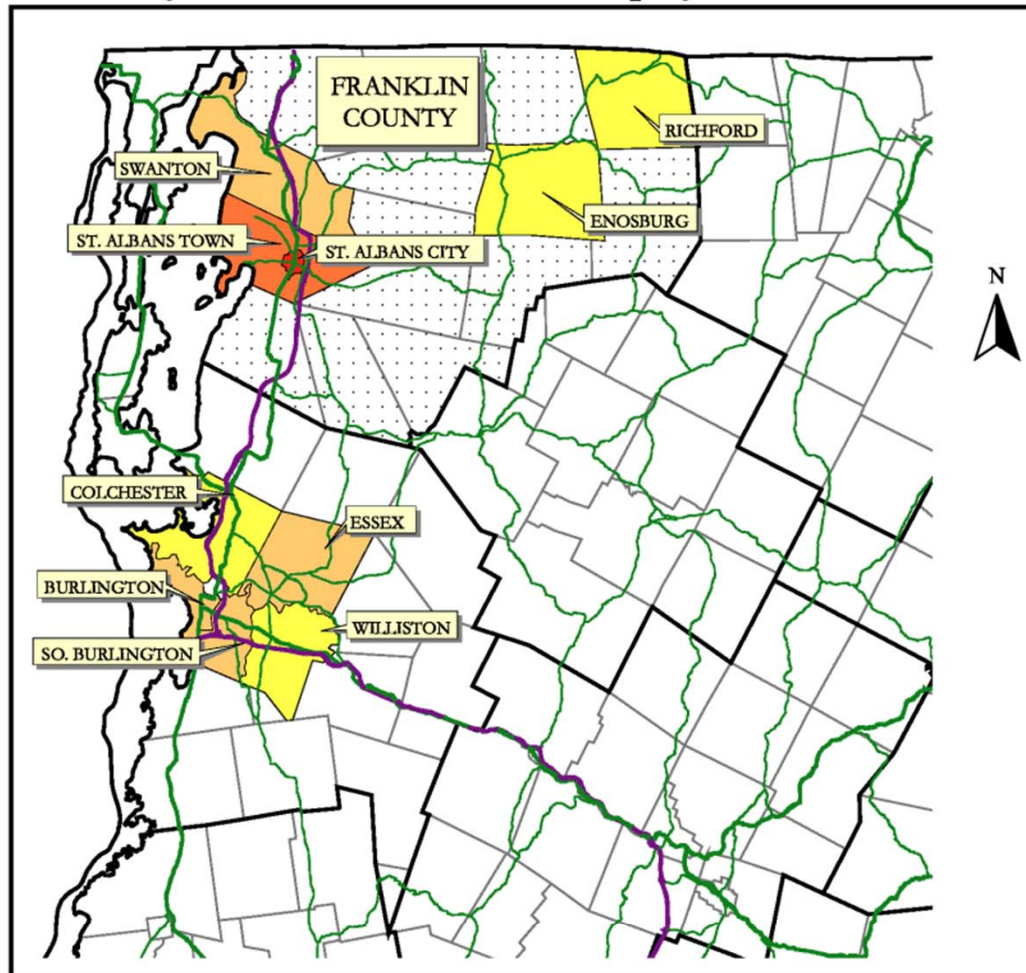 FRANKLIN
COUNTY
RICHFORD
SWANTON
ENOSBURG
ST. ALBANS TOWN
ST. ALBANS CITY
N
COLCHESTER
ESSEX
BURLINGTON
WILLISTON
SO. BURLINGTON